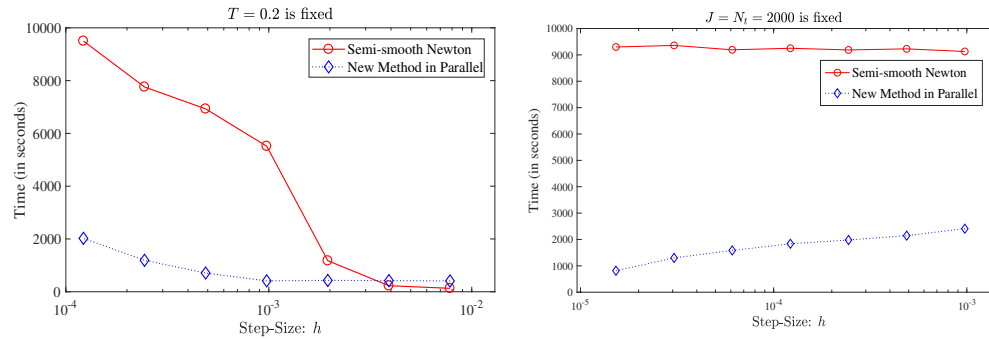 T = 0.2 is fixed
10000
8000
6000
4000
2000
0
Time (in seconds)
Semi-smooth Newton
New Method in Parallel
10^-4
10^-3
10^-2
Step-Size: h
J = N_t = 2000 is fixed
10000
9000
8000
7000
6000
5000
4000
3000
2000
1000
0
Time (in seconds)
Semi-smooth Newton
New Method in Parallel
10^-5
10^-4
10^-3
Step-Size: h